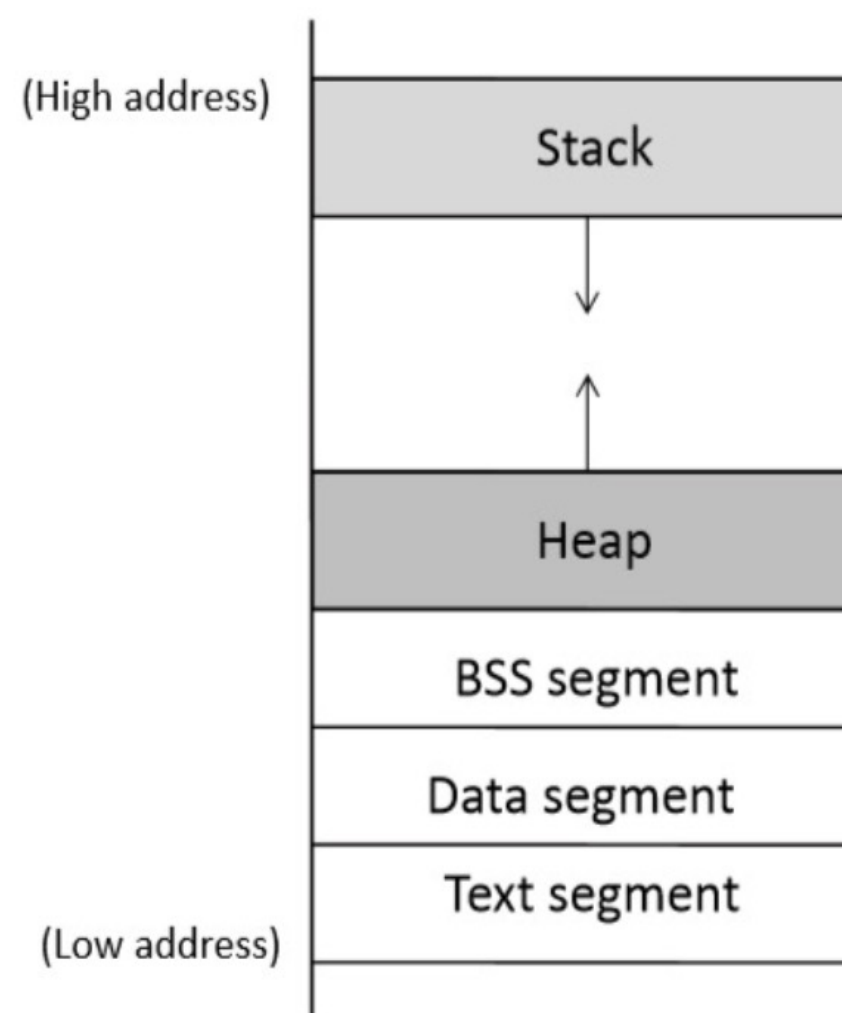 (High address)
Stack
Heap
BSS segment
Data segment
Text segment
(Low address)